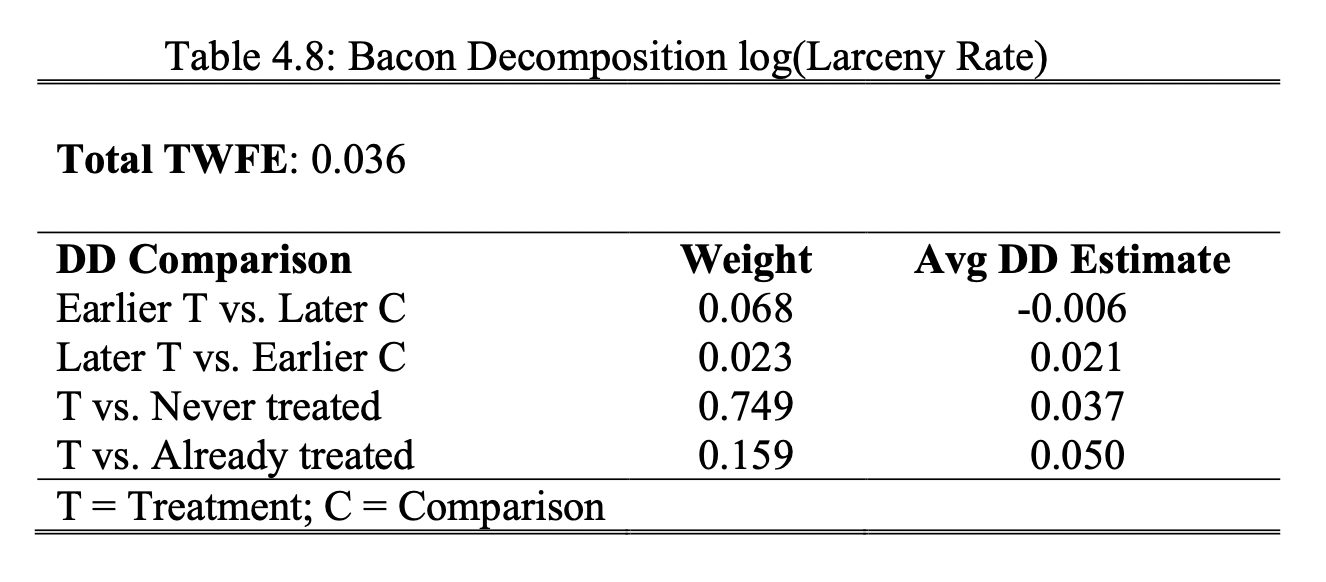 Table 4.8: Bacon Decomposition log(Larceny Rate)
Total TWFE: 0.036
DD Comparison Weight Avg DD Estimate
Earlier T vs. Later C 0.068 -0.006
Later T vs. Earlier C 0.023 0.021
T vs. Never treated 0.749 0.037
T vs. Already treated 0.159 0.050
T = Treatment; C = Comparison